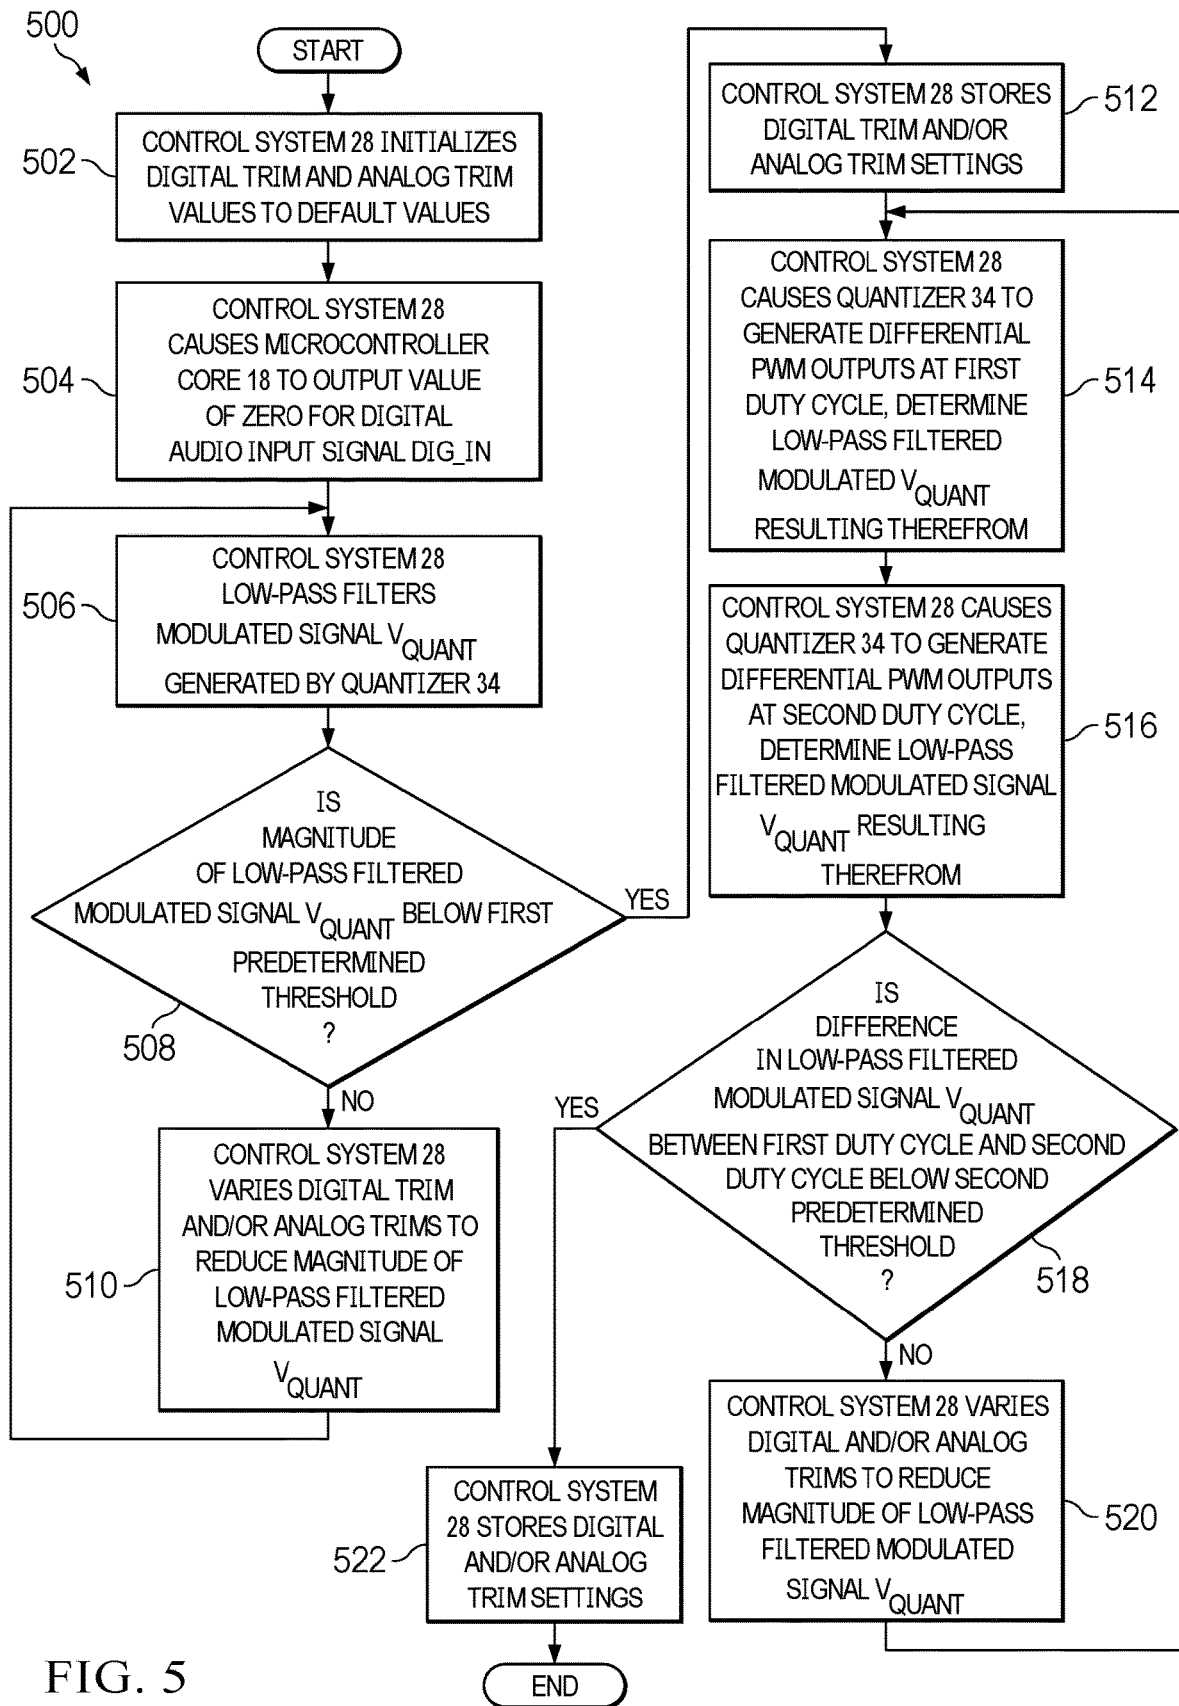 500
START
502
CONTROL SYSTEM 28 INITIALIZES
DIGITAL TRIM AND ANALOG TRIM
VALUES TO DEFAULT VALUES
504
CONTROL SYSTEM 28
CAUSES MICROCONTROLLER
CORE 18 TO OUTPUT VALUE
OF ZERO FOR DIGITAL
AUDIO INPUT SIGNAL DIG_IN
506
CONTROL SYSTEM 28
LOW-PASS FILTERS
MODULATED SIGNAL VQUANT
GENERATED BY QUANTIZER 34
IS
MAGNITUDE
OF LOW-PASS FILTERED
MODULATED SIGNAL VQUANT BELOW FIRST
PREDETERMINED
THRESHOLD
?
508
YES
NO
510
CONTROL SYSTEM 28
VARIES DIGITAL TRIM
AND/OR ANALOG TRIMS TO
REDUCE MAGNITUDE OF
LOW-PASS FILTERED
MODULATED SIGNAL
VQUANT
CONTROL SYSTEM 28 STORES
DIGITAL TRIM AND/OR
ANALOG TRIM SETTINGS
512
CONTROL SYSTEM 28
CAUSES QUANTIZER 34 TO
GENERATE DIFFERENTIAL
PWM OUTPUTS AT FIRST
DUTY CYCLE, DETERMINE
LOW-PASS FILTERED
MODULATED VQUANT
RESULTING THEREFROM
514
CONTROL SYSTEM 28 CAUSES
QUANTIZER 34 TO GENERATE
DIFFERENTIAL PWM OUTPUTS
AT SECOND DUTY CYCLE,
DETERMINE LOW-PASS
FILTERED MODULATED SIGNAL
VQUANT RESULTING
THEREFROM
516
IS
DIFFERENCE
IN LOW-PASS FILTERED
MODULATED SIGNAL VQUANT
BETWEEN FIRST DUTY CYCLE AND SECOND
DUTY CYCLE BELOW SECOND
PREDETERMINED
THRESHOLD
?
518
YES
NO
CONTROL SYSTEM 28 VARIES
DIGITAL AND/OR ANALOG
TRIMS TO REDUCE
MAGNITUDE OF LOW-PASS
FILTERED MODULATED
SIGNAL VQUANT
520
522
CONTROL SYSTEM
28 STORES DIGITAL
AND/OR ANALOG
TRIM SETTINGS
END
FIG. 5